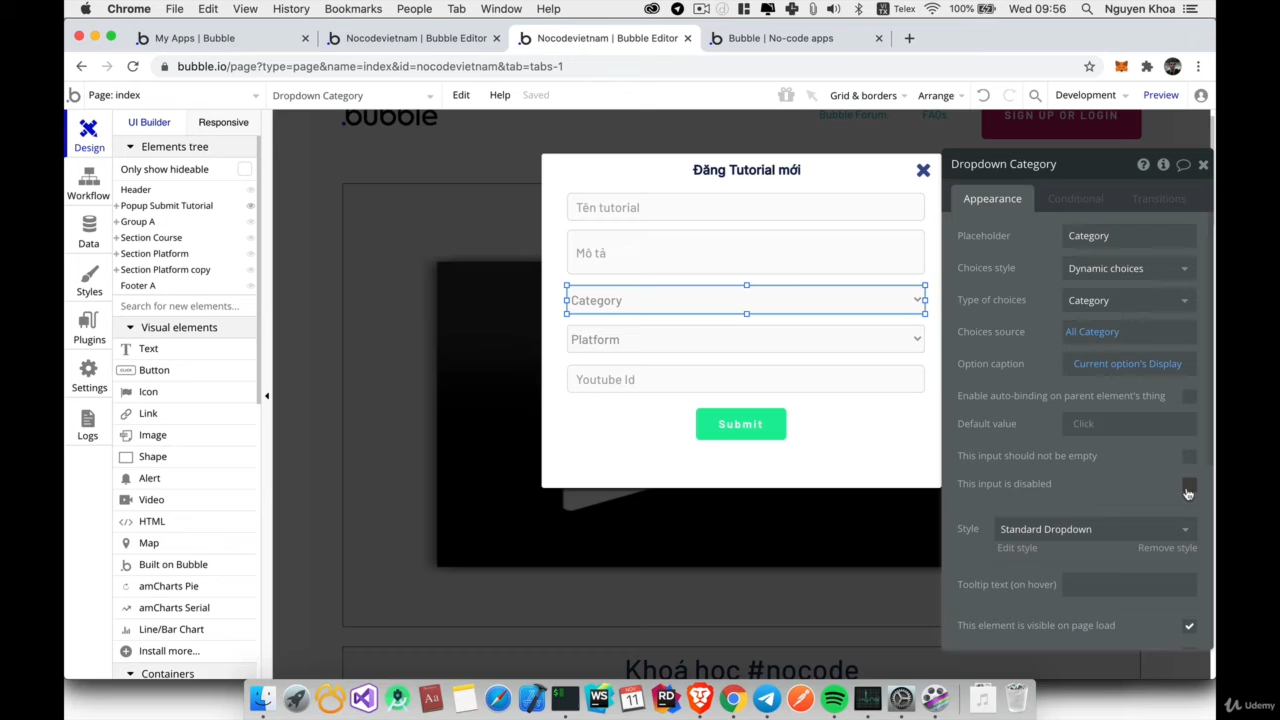 Chrome File Edit View History Bookmarks People Tab Window Help Telex 100% Wed 09:56 Nguyen Khoa
My Apps | Bubble Nocodevietnam | Bubble Editor Nocodevietnam | Bubble Editor Bubble | No-code apps
bubble.io/page?type=page&name=index&id=nocodevietnam&tab=tabs-1
Page: index Dropdown Category Edit Help Saved Grid & borders Arrange Development Preview
Design
Workflow
Data
Styles
Plugins
Settings
Logs
UI Builder Responsive
Elements tree
Only show hideable
Header
Popup Submit Tutorial
Group A
Section Course
Section Platform
Section Platform copy
Footer A
Search for new elements...
Visual elements
Text
Button
CLICK
Icon
Link
Image
Shape
Alert
Video
HTML
Map
Built on Bubble
amCharts Pie
amCharts Serial
Line/Bar Chart
Install more...
Containers
.bubble
Bubble Forum
FAQs
SIGN UP OR LOGIN
Đăng Tutorial mới
Tên tutorial
Mô tả
Category
Platform
Youtube Id
Submit
Khoá học #nocode
Dropdown Category
Appearance Conditional Transitions
Placeholder Category
Choices style Dynamic choices
Type of choices Category
Choices source All Category
Option caption Current option's Display
Enable auto-binding on parent element's thing
Default value Click
This input should not be empty
This input is disabled
Style Standard Dropdown
Edit style Remove style
Tooltip text (on hover)
This element is visible on page load
NOV
11
WS
RD
Udemy